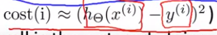 cost(i) ≈ (h_Θ(x^(i)) − y^(i))²)